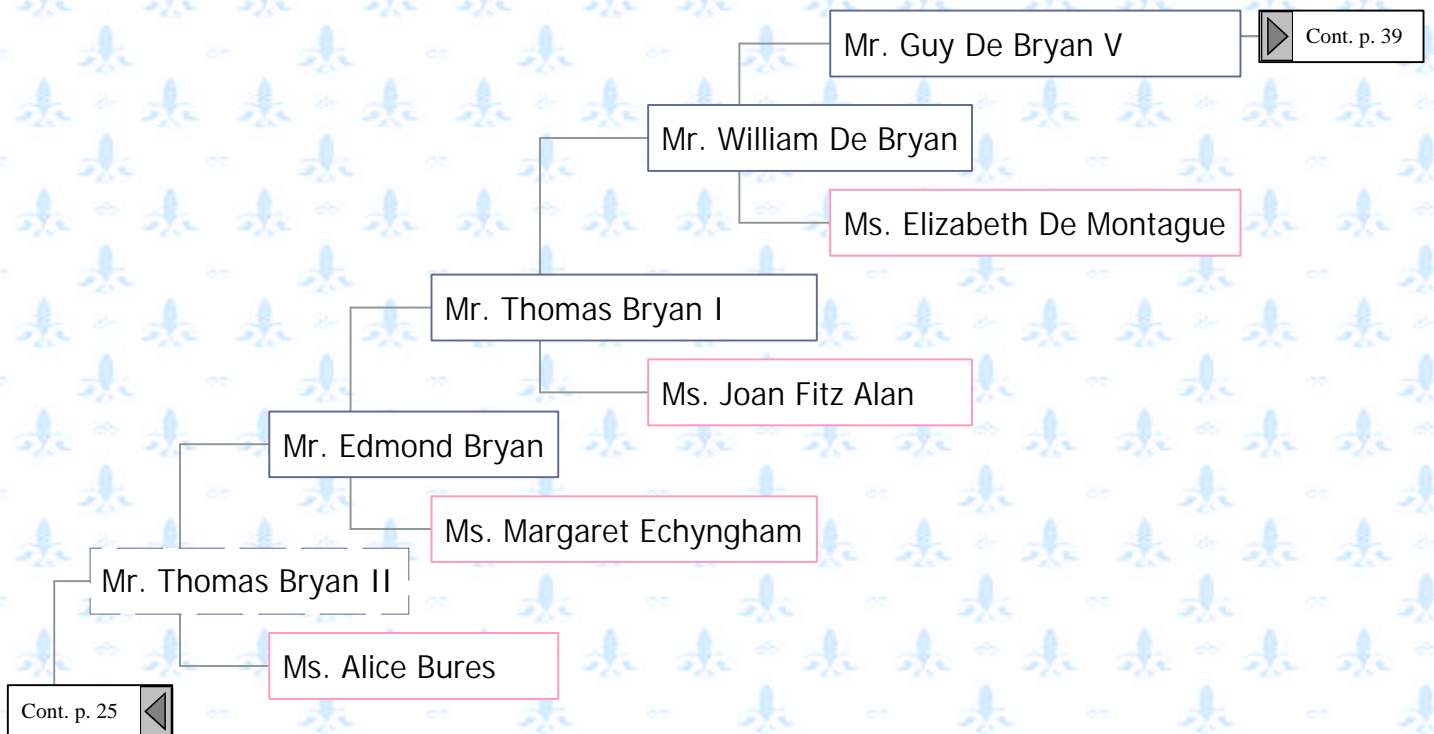 Mr. Guy De Bryan V
Cont. p. 39
Mr. William De Bryan
Ms. Elizabeth De Montague
Mr. Thomas Bryan I
Ms. Joan Fitz Alan
Mr. Edmond Bryan
Ms. Margaret Echyngham
Mr. Thomas Bryan II
Ms. Alice Bures
Cont. p. 25